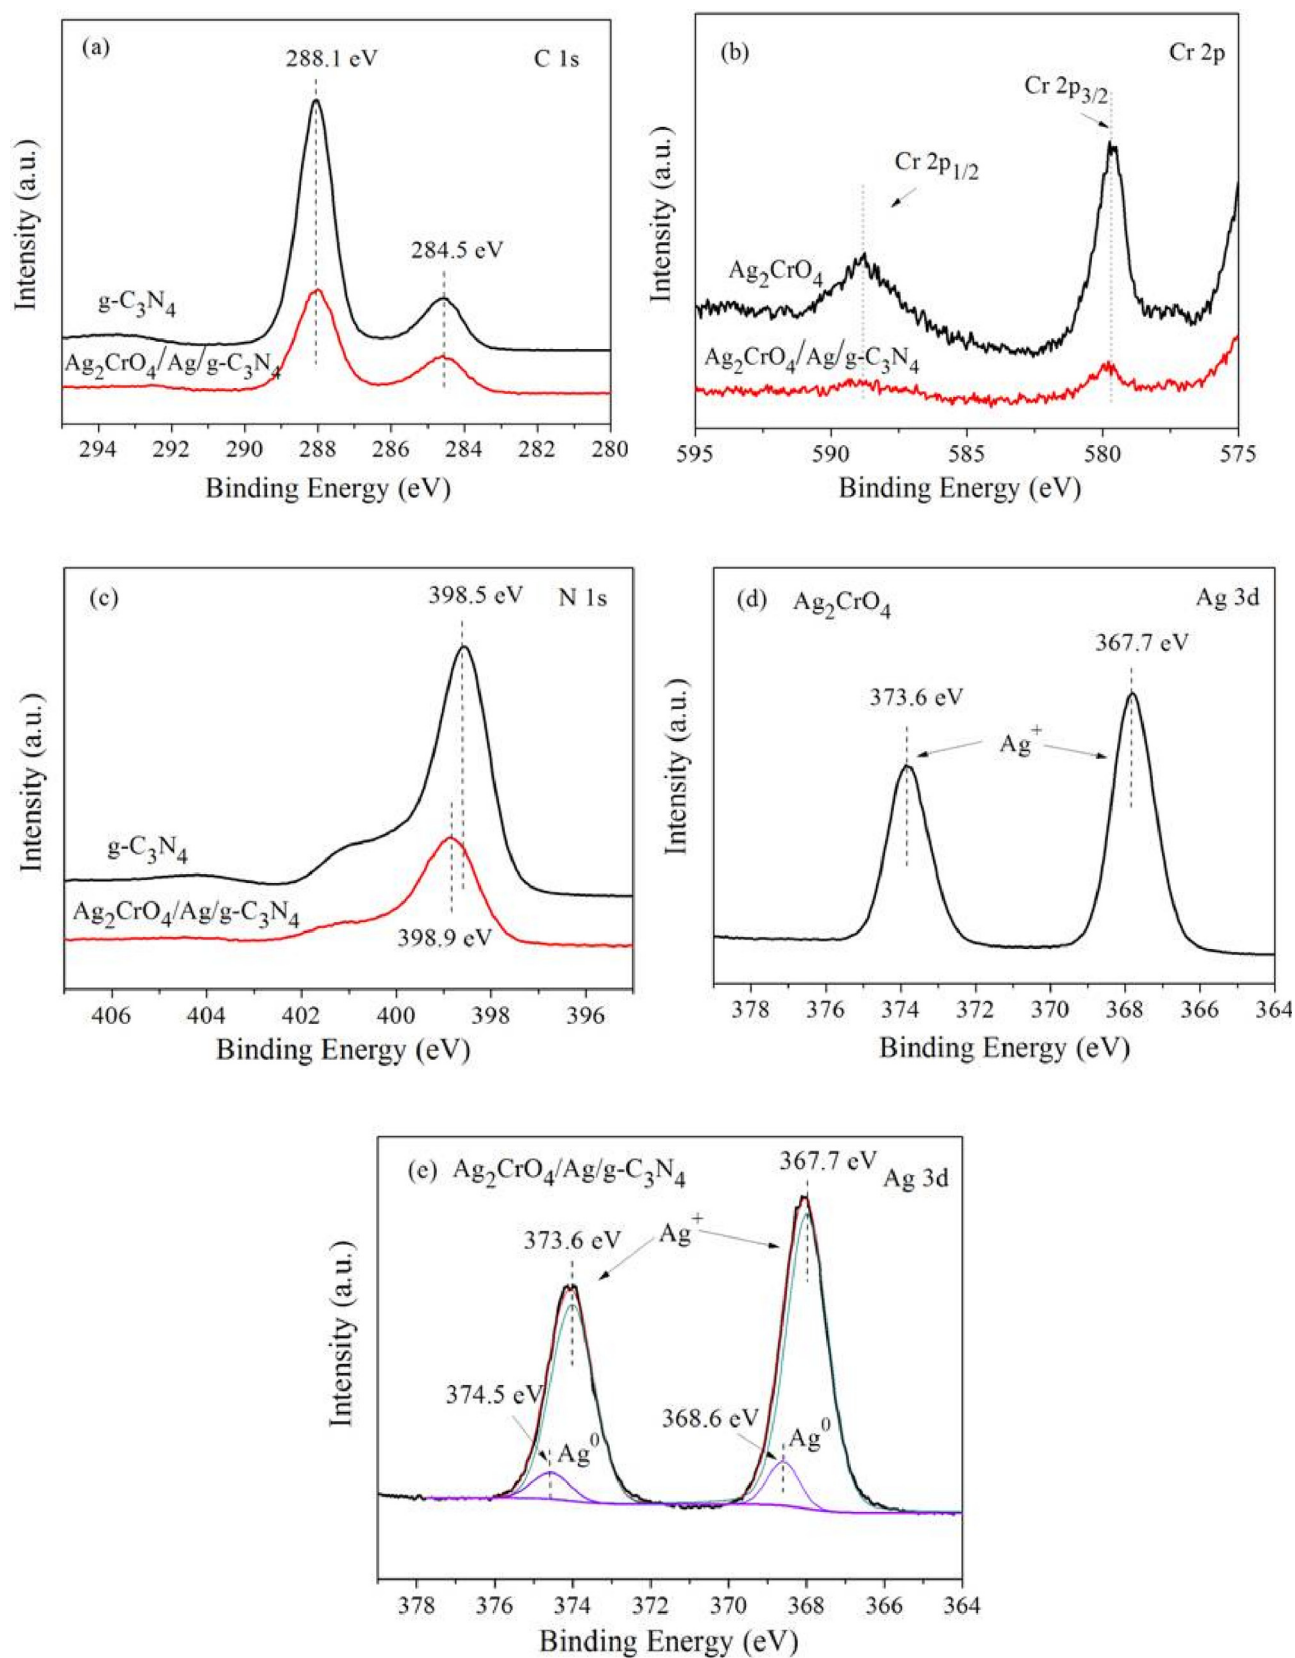 (a)
288.1 eV
C 1s
284.5 eV
g-C₃N₄
Ag₂CrO₄/Ag/g-C₃N₄
Intensity (a.u.)
294 292 290 288 286 284 282 280
Binding Energy (eV)
(b)
Cr 2p
Cr 2p₃/₂
Cr 2p₁/₂
Ag₂CrO₄
Ag₂CrO₄/Ag/g-C₃N₄
Intensity (a.u.)
595 590 585 580 575
Binding Energy (eV)
(c)
398.5 eV
N 1s
g-C₃N₄
Ag₂CrO₄/Ag/g-C₃N₄
398.9 eV
Intensity (a.u.)
406 404 402 400 398 396
Binding Energy (eV)
(d) Ag₂CrO₄
Ag 3d
367.7 eV
373.6 eV
Ag⁺
Intensity (a.u.)
378 376 374 372 370 368 366 364
Binding Energy (eV)
(e) Ag₂CrO₄/Ag/g-C₃N₄
367.7 eV
Ag 3d
Ag⁺
373.6 eV
374.5 eV
368.6 eV
Ag⁰
Ag⁰
Intensity (a.u.)
378 376 374 372 370 368 366 364
Binding Energy (eV)